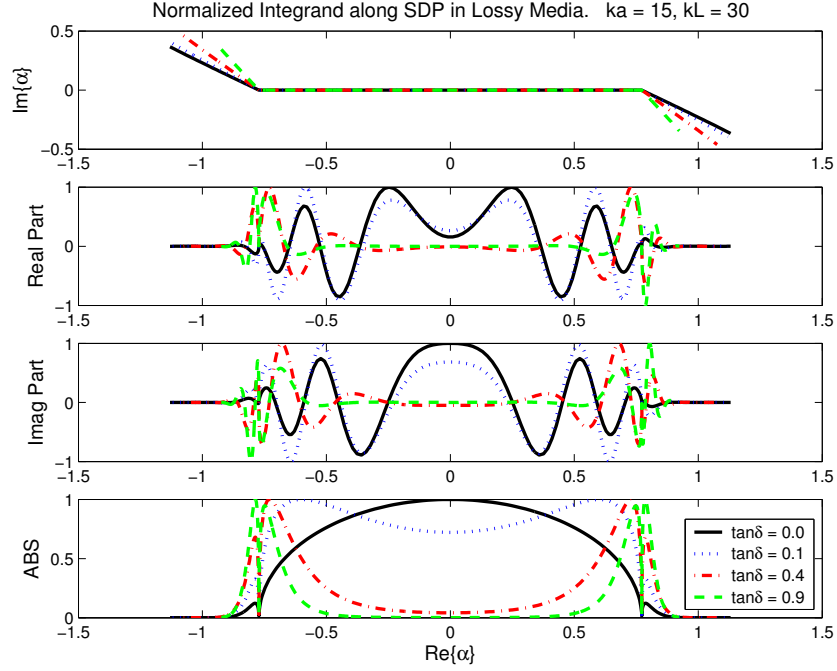 Normalized Integrand along SDP in Lossy Media. ka = 15, kL = 30
Im{α}
0.5
0
−0.5
−1.5 −1 −0.5 0 0.5 1 1.5
Real Part
1
0
−1
−1.5 −1 −0.5 0 0.5 1 1.5
Imag Part
1
0
−1
−1.5 −1 −0.5 0 0.5 1 1.5
ABS
1
0.5
0
tanδ = 0.0
tanδ = 0.1
tanδ = 0.4
tanδ = 0.9
−1.5 −1 −0.5 0 0.5 1 1.5
Re{α}